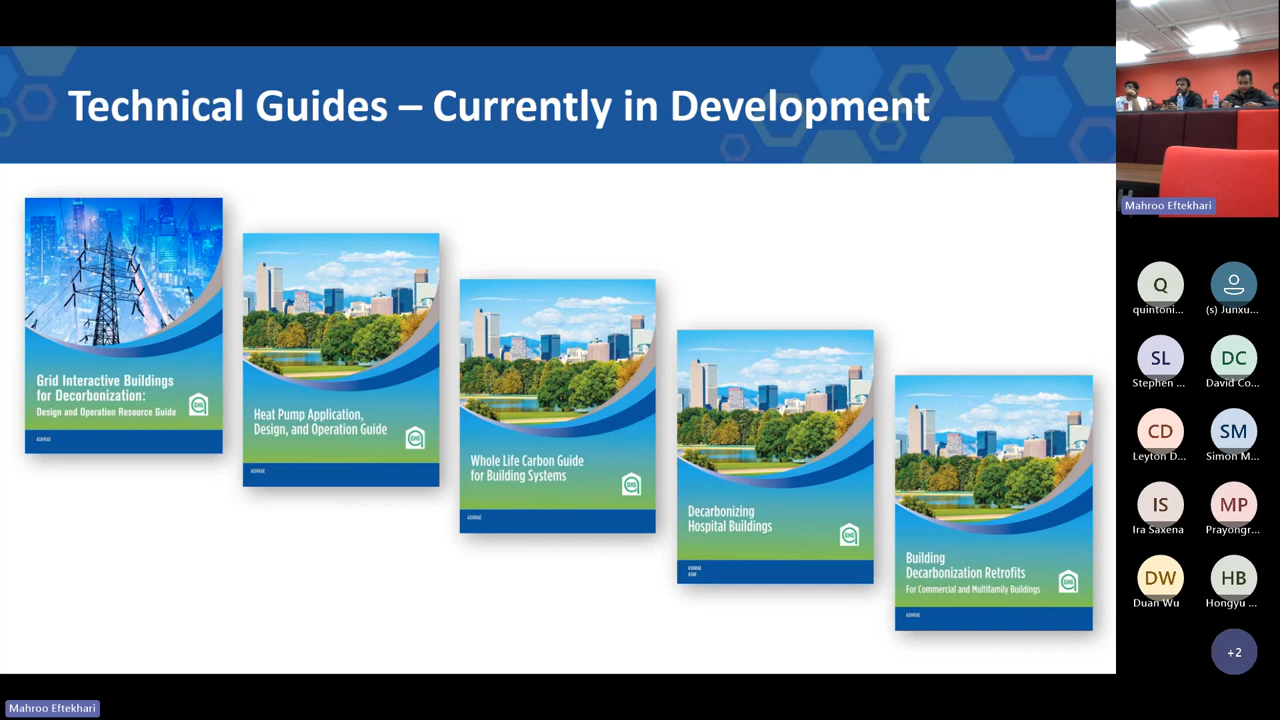 Technical Guides – Currently in Development
Grid Interactive Buildings
for Decorbonization:
Design and Operation Resource Guide
ASHRAE
Heat Pump Application,
Design, and Operation Guide
ASHRAE
Whole Life Carbon Guide
for Building Systems
ASHRAE
Decarbonizing
Hospital Buildings
ASHRAE
ASHE
Building
Decarbonization Retrofits
For Commercial and Multifamily Buildings
ASHRAE
Mahroo Eftekhari
Q
quintoni...
(s) Junxu...
SL
Stephen ...
DC
David Co...
CD
Leyton D...
SM
Simon M...
IS
Ira Saxena
MP
Prayongr...
DW
Duan Wu
HB
Hongyu ...
+2
Mahroo Eftekhari